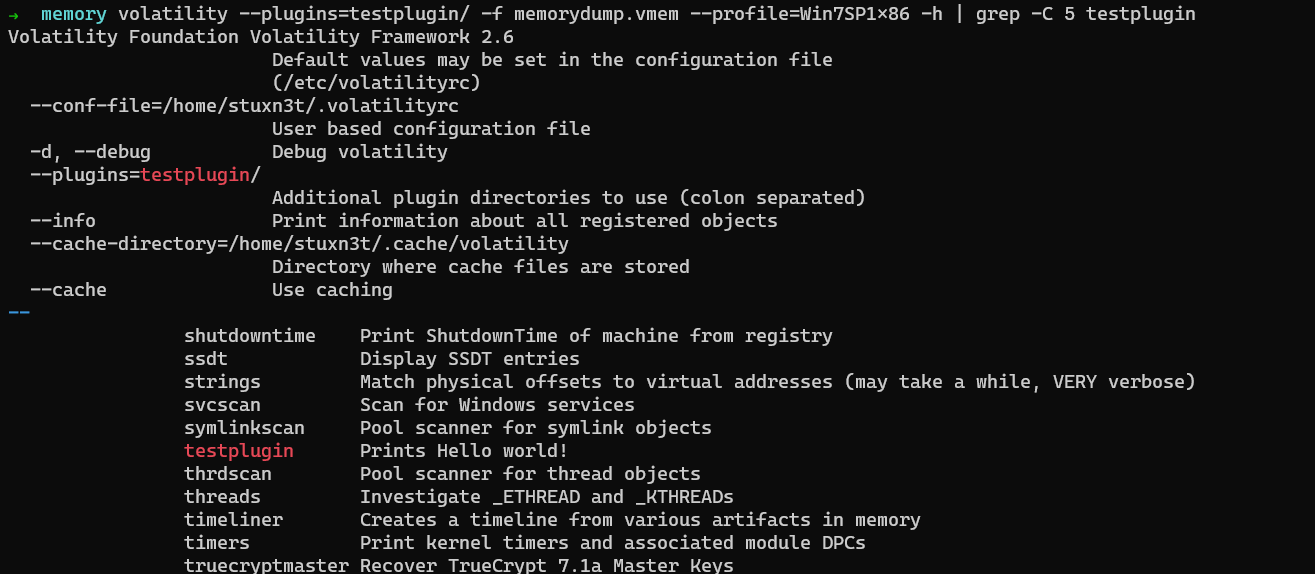 → memory volatility --plugins=testplugin/ -f memorydump.vmem --profile=Win7SP1×86 -h | grep -C 5 testplugin
Volatility Foundation Volatility Framework 2.6
Default values may be set in the configuration file
(/etc/volatilityrc)
--conf-file=/home/stuxn3t/.volatilityrc
User based configuration file
-d, --debug Debug volatility
--plugins=testplugin/
Additional plugin directories to use (colon separated)
--info Print information about all registered objects
--cache-directory=/home/stuxn3t/.cache/volatility
Directory where cache files are stored
--cache Use caching
--
shutdowntime Print ShutdownTime of machine from registry
ssdt Display SSDT entries
strings Match physical offsets to virtual addresses (may take a while, VERY verbose)
svcscan Scan for Windows services
symlinkscan Pool scanner for symlink objects
testplugin Prints Hello world!
thrdscan Pool scanner for thread objects
threads Investigate _ETHREAD and _KTHREADs
timeliner Creates a timeline from various artifacts in memory
timers Print kernel timers and associated module DPCs
truecryptmaster Recover TrueCrypt 7.1a Master Keys